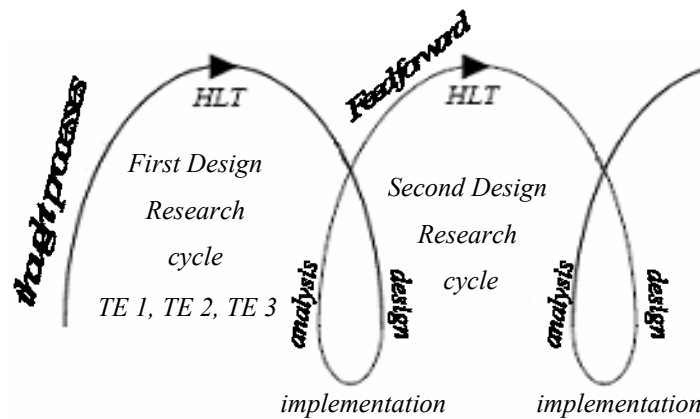 thought processes
HLT
First Design
Research
cycle
TE 1, TE 2, TE 3
Feedforward
HLT
Second Design
Research
cycle
analysis
design
implementation
analysis
design
implementation